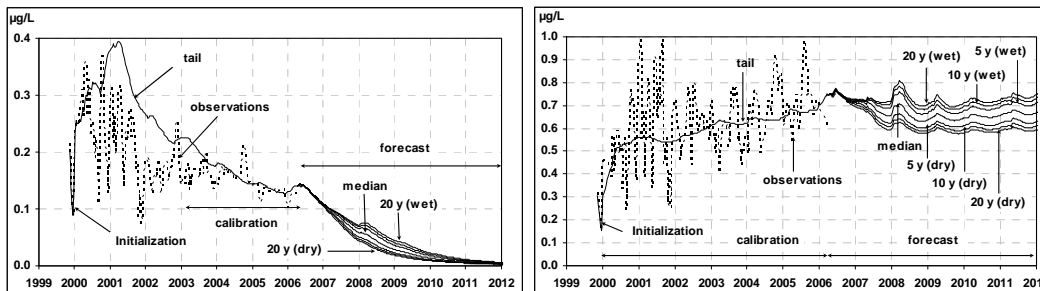 µg/L
0.4
0.3
0.2
0.1
0.0
1999 2000 2001 2002 2003 2004 2005 2006 2007 2008 2009 2010 2011 2012
tail
observations
forecast
median
20 y (wet)
calibration
Initialization
20 y (dry)
µg/L
1.0
0.9
0.8
0.7
0.6
0.5
0.4
0.3
0.2
0.1
0.0
1999 2000 2001 2002 2003 2004 2005 2006 2007 2008 2009 2010 2011
tail
20 y (wet)
5 y (wet)
10 y (wet)
median
observations
5 y (dry)
10 y (dry)
20 y (dry)
Initialization
calibration
forecast